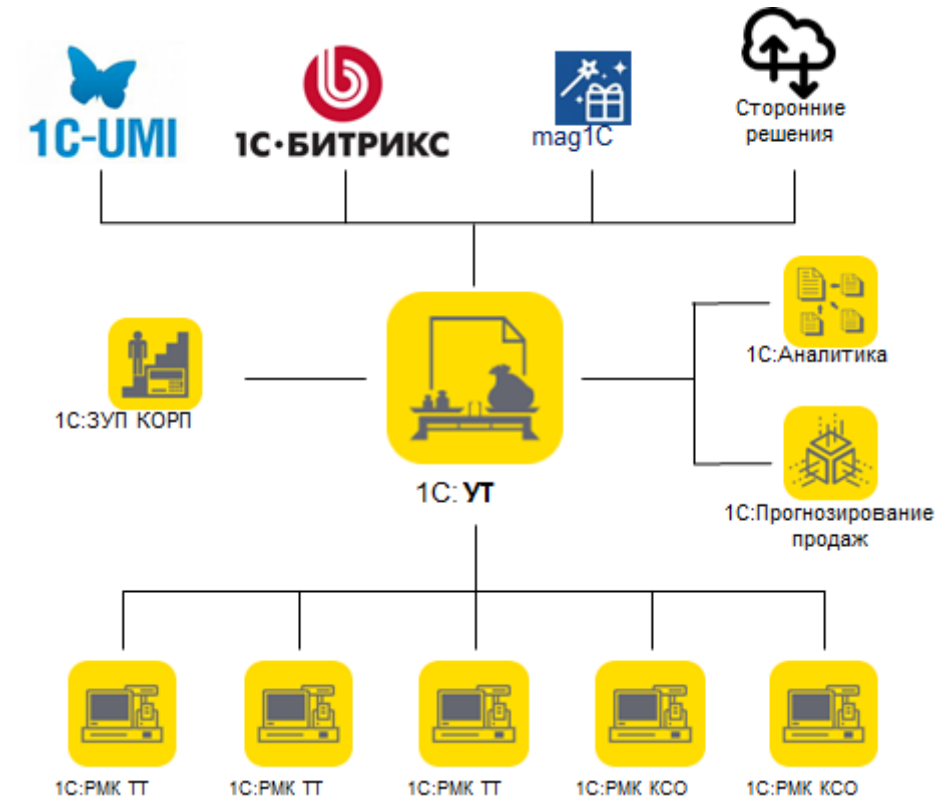 1C-UMI
1С·БИТРИКС
mag1C
Сторонние
решения
1С:ЗУП КОРП
1С: УТ
1С:Аналитика
1С:Прогнозирование
продаж
1С:РМК ТТ
1С:РМК ТТ
1С:РМК ТТ
1С:РМК КСО
1С:РМК КСО